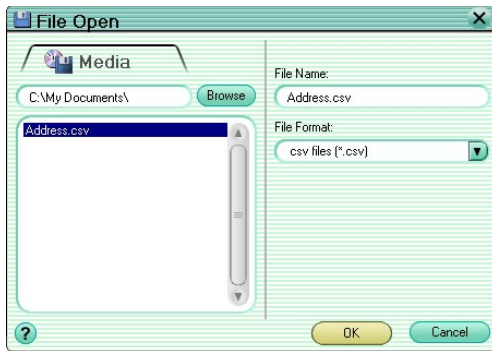 File Open
Media
C:\My Documents\
Browse
Address.csv
File Name:
Address.csv
File Format:
csv files (*.csv)
?
OK
Cancel